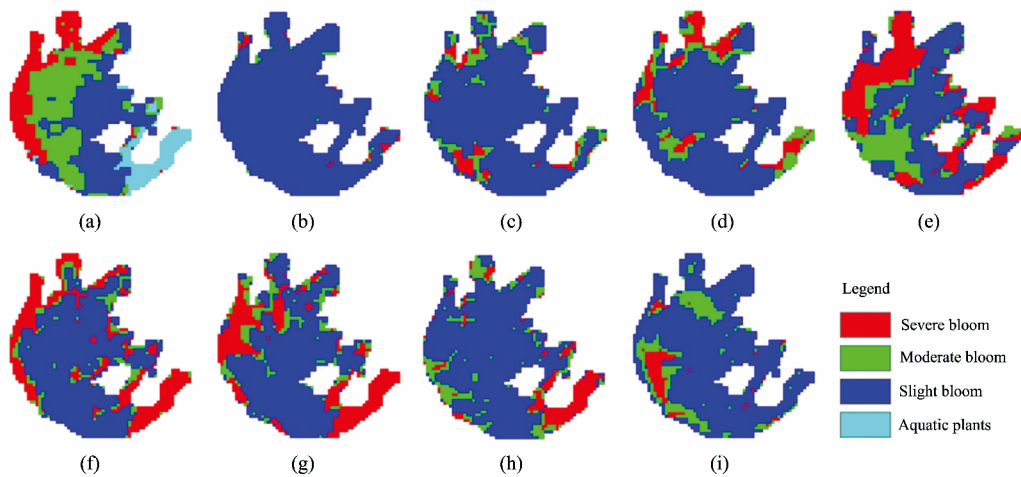 (a)
(b)
(c)
(d)
(e)
(f)
(g)
(h)
(i)
Legend
Severe bloom
Moderate bloom
Slight bloom
Aquatic plants